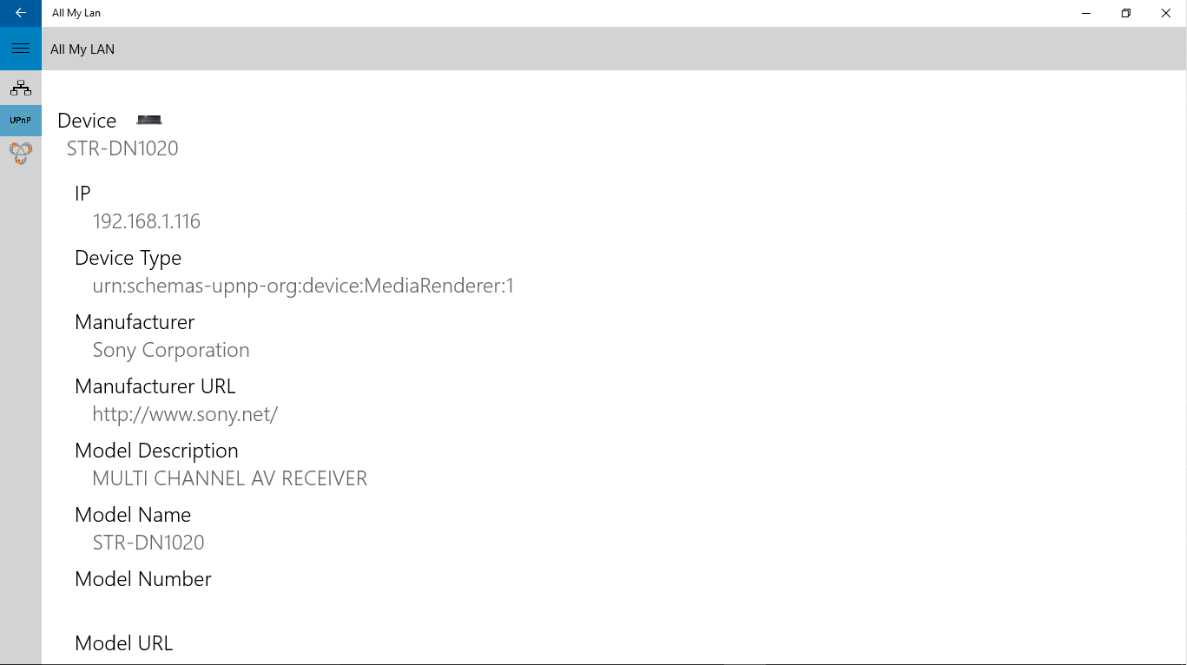 All My Lan
All My LAN
UPnP
Device
STR-DN1020
IP
192.168.1.116
Device Type
urn:schemas-upnp-org:device:MediaRenderer:1
Manufacturer
Sony Corporation
Manufacturer URL
http://www.sony.net/
Model Description
MULTI CHANNEL AV RECEIVER
Model Name
STR-DN1020
Model Number
Model URL